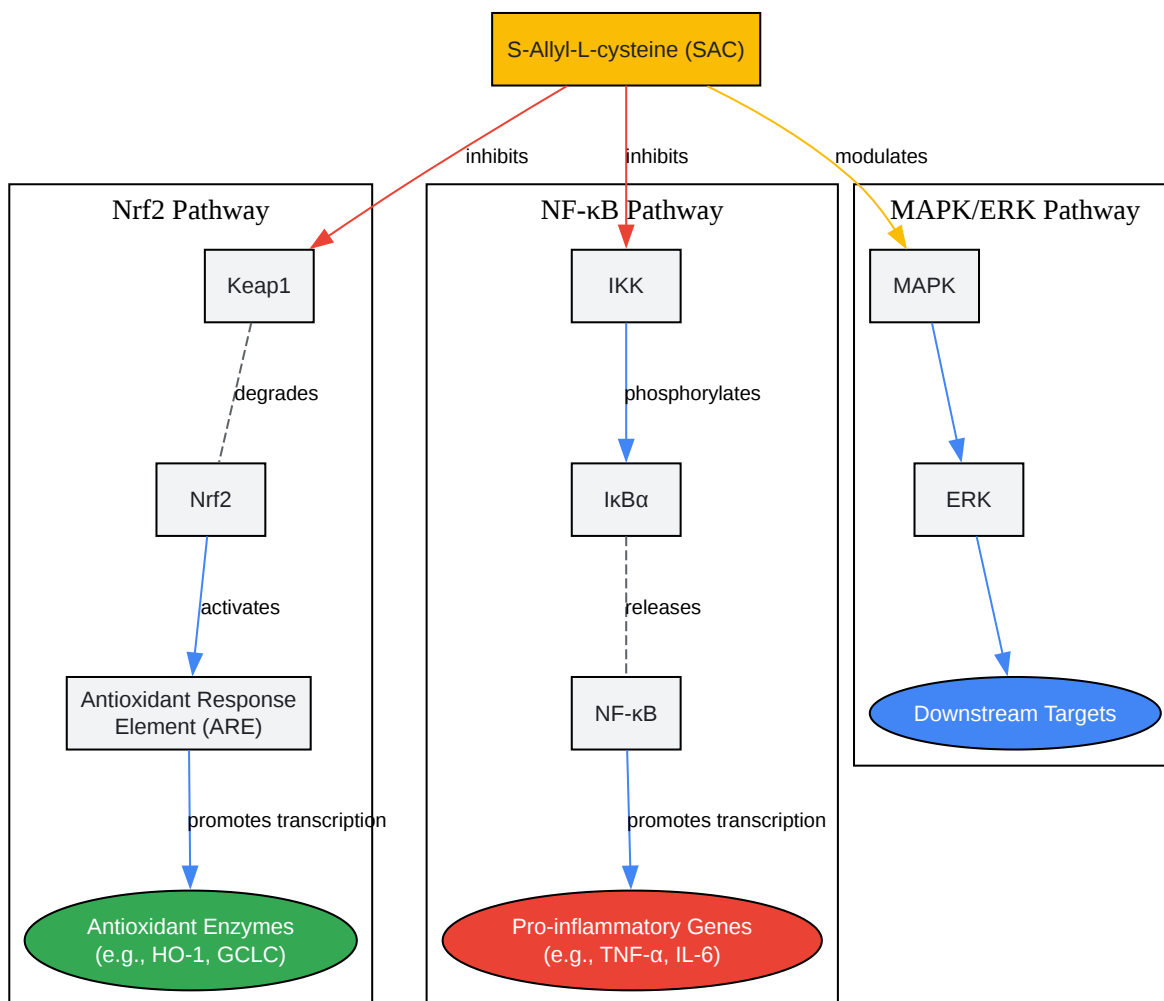 S-Allyl-L-cysteine (SAC)
inhibits
inhibits
modulates
Nrf2 Pathway
Keap1
degrades
Nrf2
activates
Antioxidant Response
Element (ARE)
promotes transcription
Antioxidant Enzymes
(e.g., HO-1, GCLC)
NF-κB Pathway
IKK
phosphorylates
IκBα
releases
NF-κB
promotes transcription
Pro-inflammatory Genes
(e.g., TNF-α, IL-6)
MAPK/ERK Pathway
MAPK
ERK
Downstream Targets